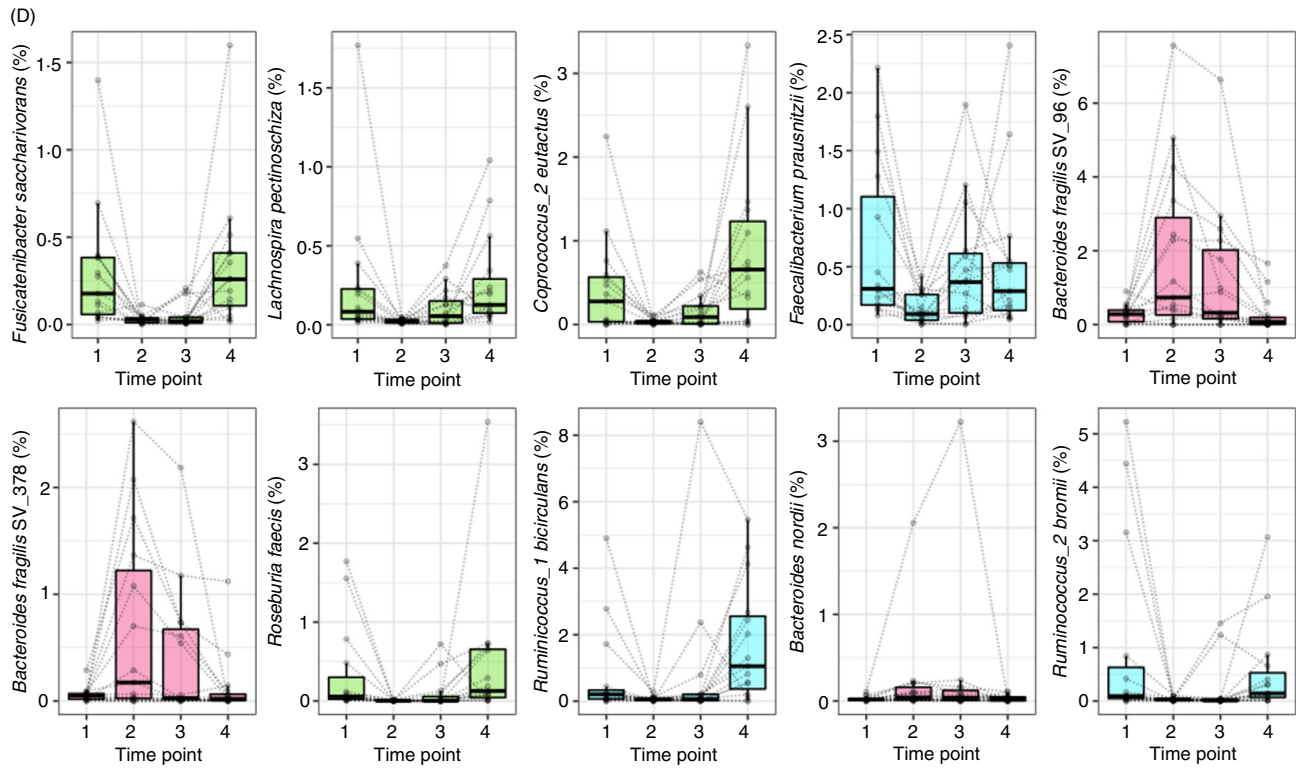 (D)
Fusicatenibacter saccharivorans (%)
1·5
1·0
0·5
0·0
1 2 3 4
Time point
Lachnospira pectinoschiza (%)
1·5
1·0
0·5
0·0
1 2 3 4
Time point
Coprococcus_2 eutactus (%)
3
2
1
0
1 2 3 4
Time point
Faecalibacterium prausnitzii (%)
2·5
2·0
1·5
1·0
0·5
0·0
1 2 3 4
Time point
Bacteroides fragilis SV_96 (%)
6
4
2
0
1 2 3 4
Time point
Bacteroides fragilis SV_378 (%)
2
1
0
1 2 3 4
Time point
Roseburia faecis (%)
3
2
1
0
1 2 3 4
Time point
Ruminicoccus_1 bicirculans (%)
8
6
4
2
0
1 2 3 4
Time point
Bacteroides nordii (%)
3
2
1
0
1 2 3 4
Time point
Ruminococcus_2 bromii (%)
5
4
3
2
1
0
1 2 3 4
Time point